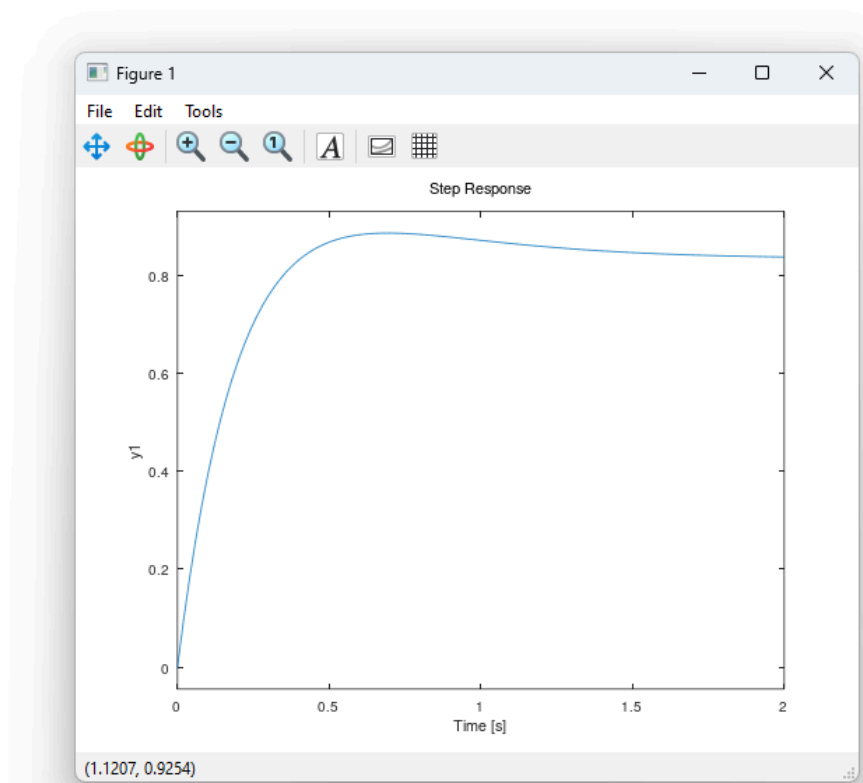 Figure 1
File Edit Tools
1 A
Step Response
0.8
0.6
0.4
0.2
0
y1
0 0.5 1 1.5 2
Time [s]
(1.1207, 0.9254)